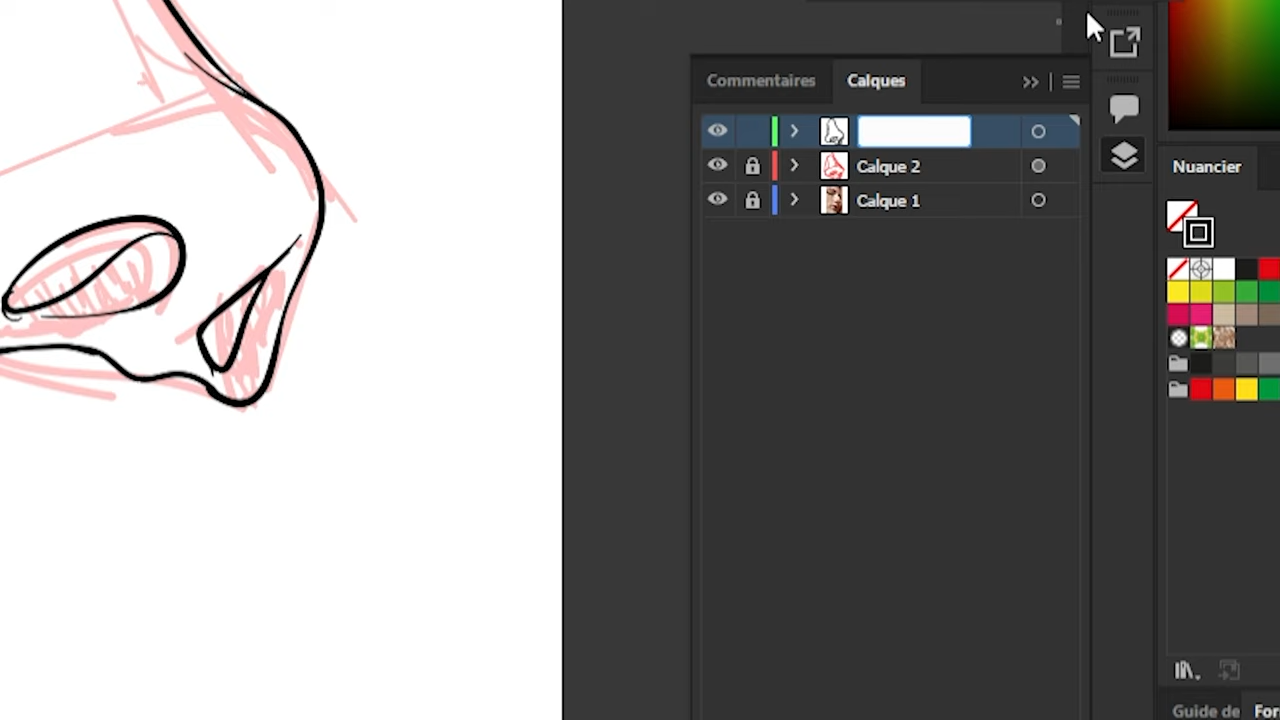 Commentaires
Calques
Calque 2
Calque 1
Nuancier
Guide de
For